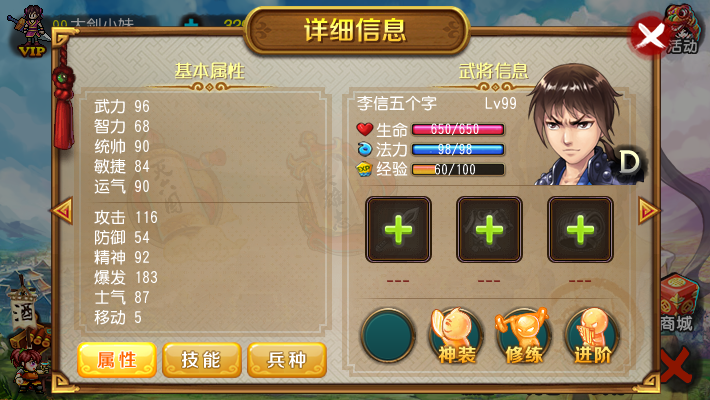 VIP
古剑小妹
详细信息
活动
基本属性
武力 96
智力 68
统帅 90
敏捷 84
运气 90
攻击 116
防御 54
精神 92
爆发 183
士气 87
移动 5
武將信息
李信五个字 Lv99
生命 650/650
法力 98/98
EXP 经验 60/100
D
--- --- ---
神装
修练
进阶
属性
技能
兵种
酒
商城